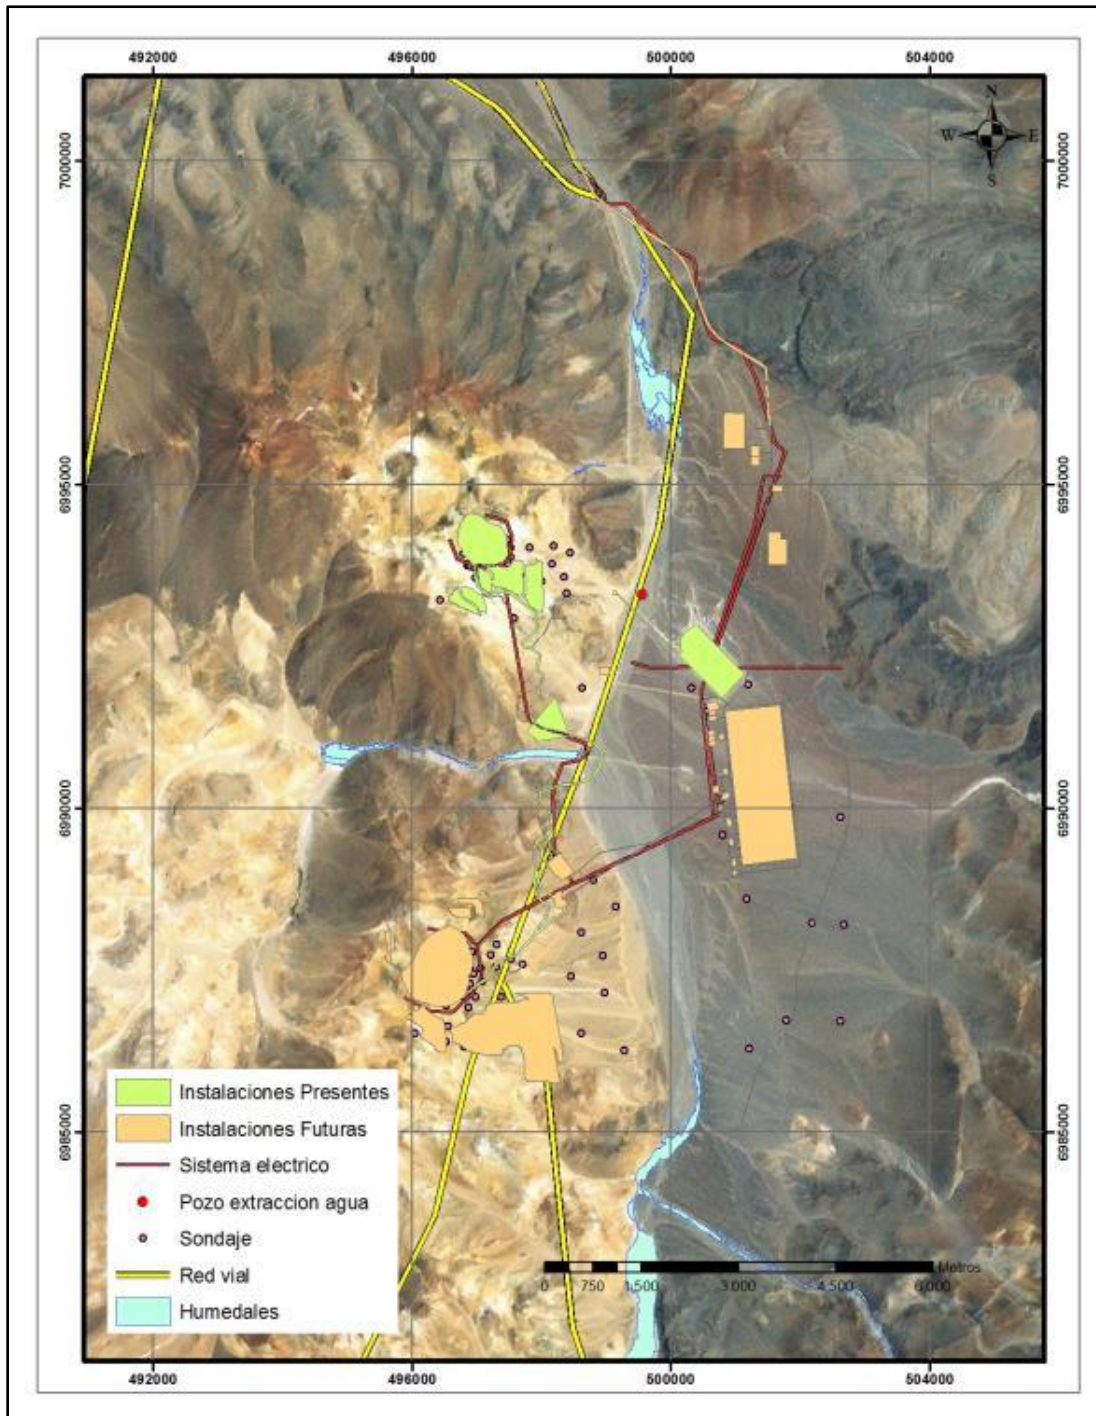 492000 496000 500000 504000
N
W E
S
7000000 7000000
6995000 6995000
6990000 6990000
6985000 6985000
Instalaciones Presentes
Instalaciones Futuras
Sistema electrico
Pozo extraccion agua
Sondaje
Red vial
Humedales
Metros
0 750 1,500 3,000 4,500 6,000
492000 496000 500000 504000